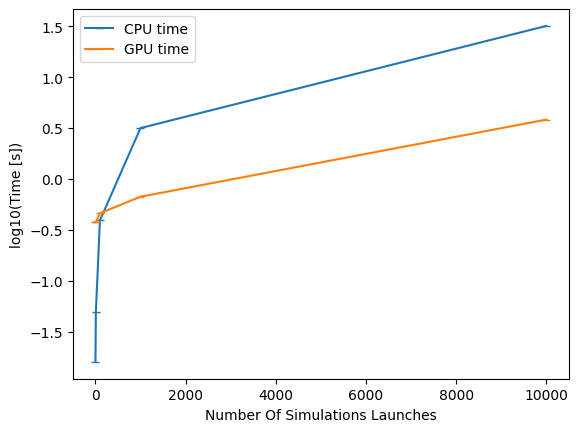 CPU time
GPU time
1.5
1.0
0.5
0.0
−0.5
−1.0
−1.5
log10(Time [s])
0 2000 4000 6000 8000 10000
Number Of Simulations Launches